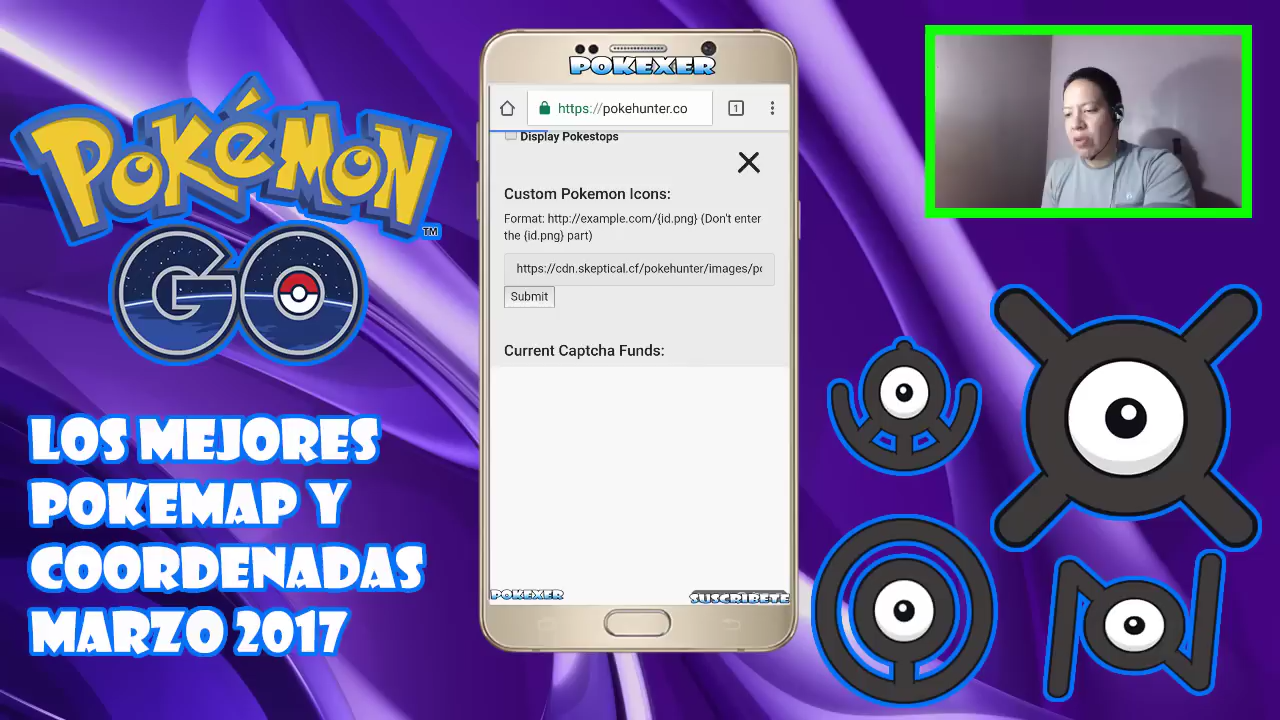 POKÉMON
TM
GO
LOS MEJORES
POKEMAP Y
COORDENADAS
MARZO 2017
POKEXER
https://pokehunter.co
1
Display Pokestops
Custom Pokemon Icons:
Format: http://example.com/{id.png} (Don't enter
the {id.png} part)
https://cdn.skeptical.cf/pokehunter/images/po
Submit
Current Captcha Funds:
POKEXER
SUSCRIBETE